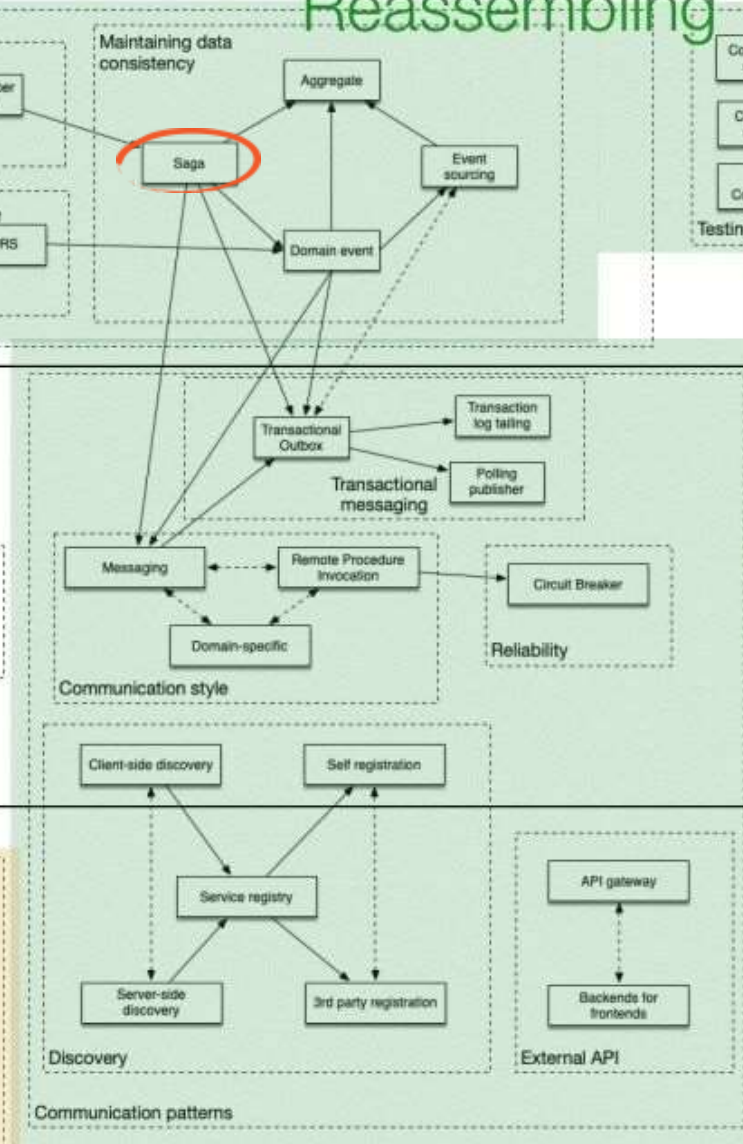 Reassembling
Maintaining data
consistency
Aggregate
Saga
Event
sourcing
RS
Domain event
Testin
Transactional
Outbox
Transaction
log tailing
Polling
publisher
Transactional
messaging
Messaging
Remote Procedure
Invocation
Circuit Breaker
Domain-specific
Reliability
Communication style
Client-side discovery
Self registration
Service registry
API gateway
Server-side
discovery
3rd party registration
Backends for
frontends
Discovery
External API
Communication patterns